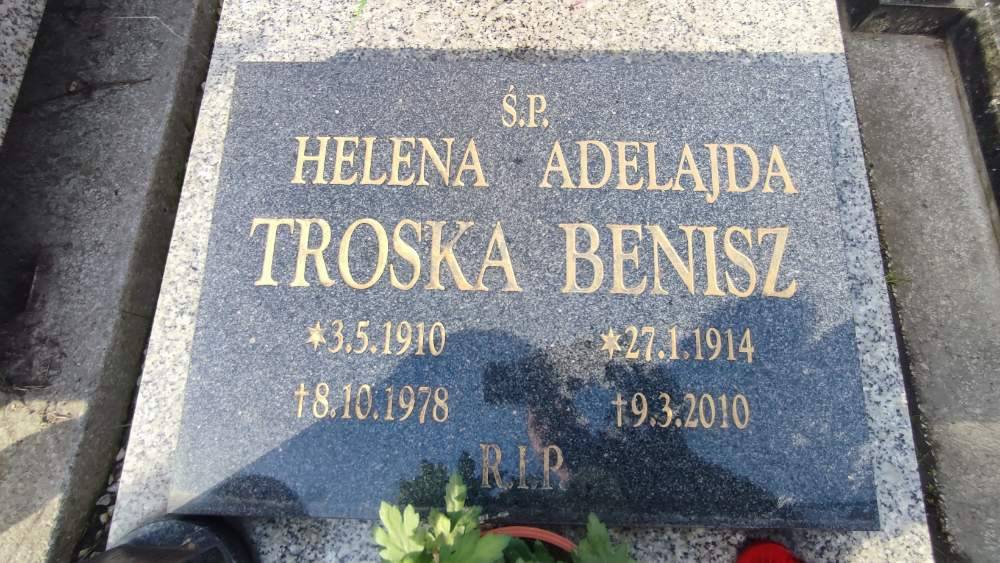 Ś.P.
HELENA ADELAJDA
TROSKA BENISZ
✶3.5.1910 ✶27.1.1914
†8.10.1978 †9.3.2010
R.I.P.